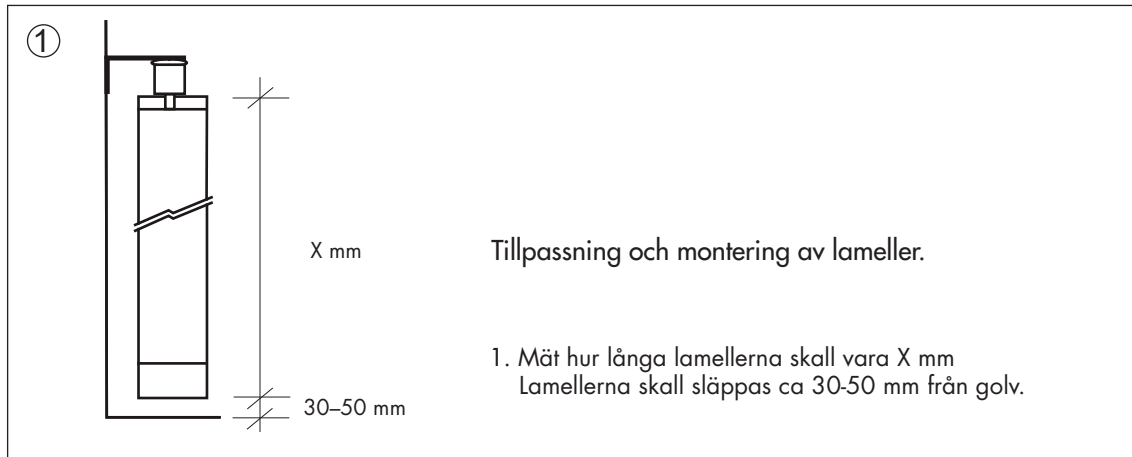 ①
X mm
Tillpassning och montering av lameller.
1. Mät hur långa lamellerna skall vara X mm
Lamellerna skall släppas ca 30-50 mm från golv.
30–50 mm